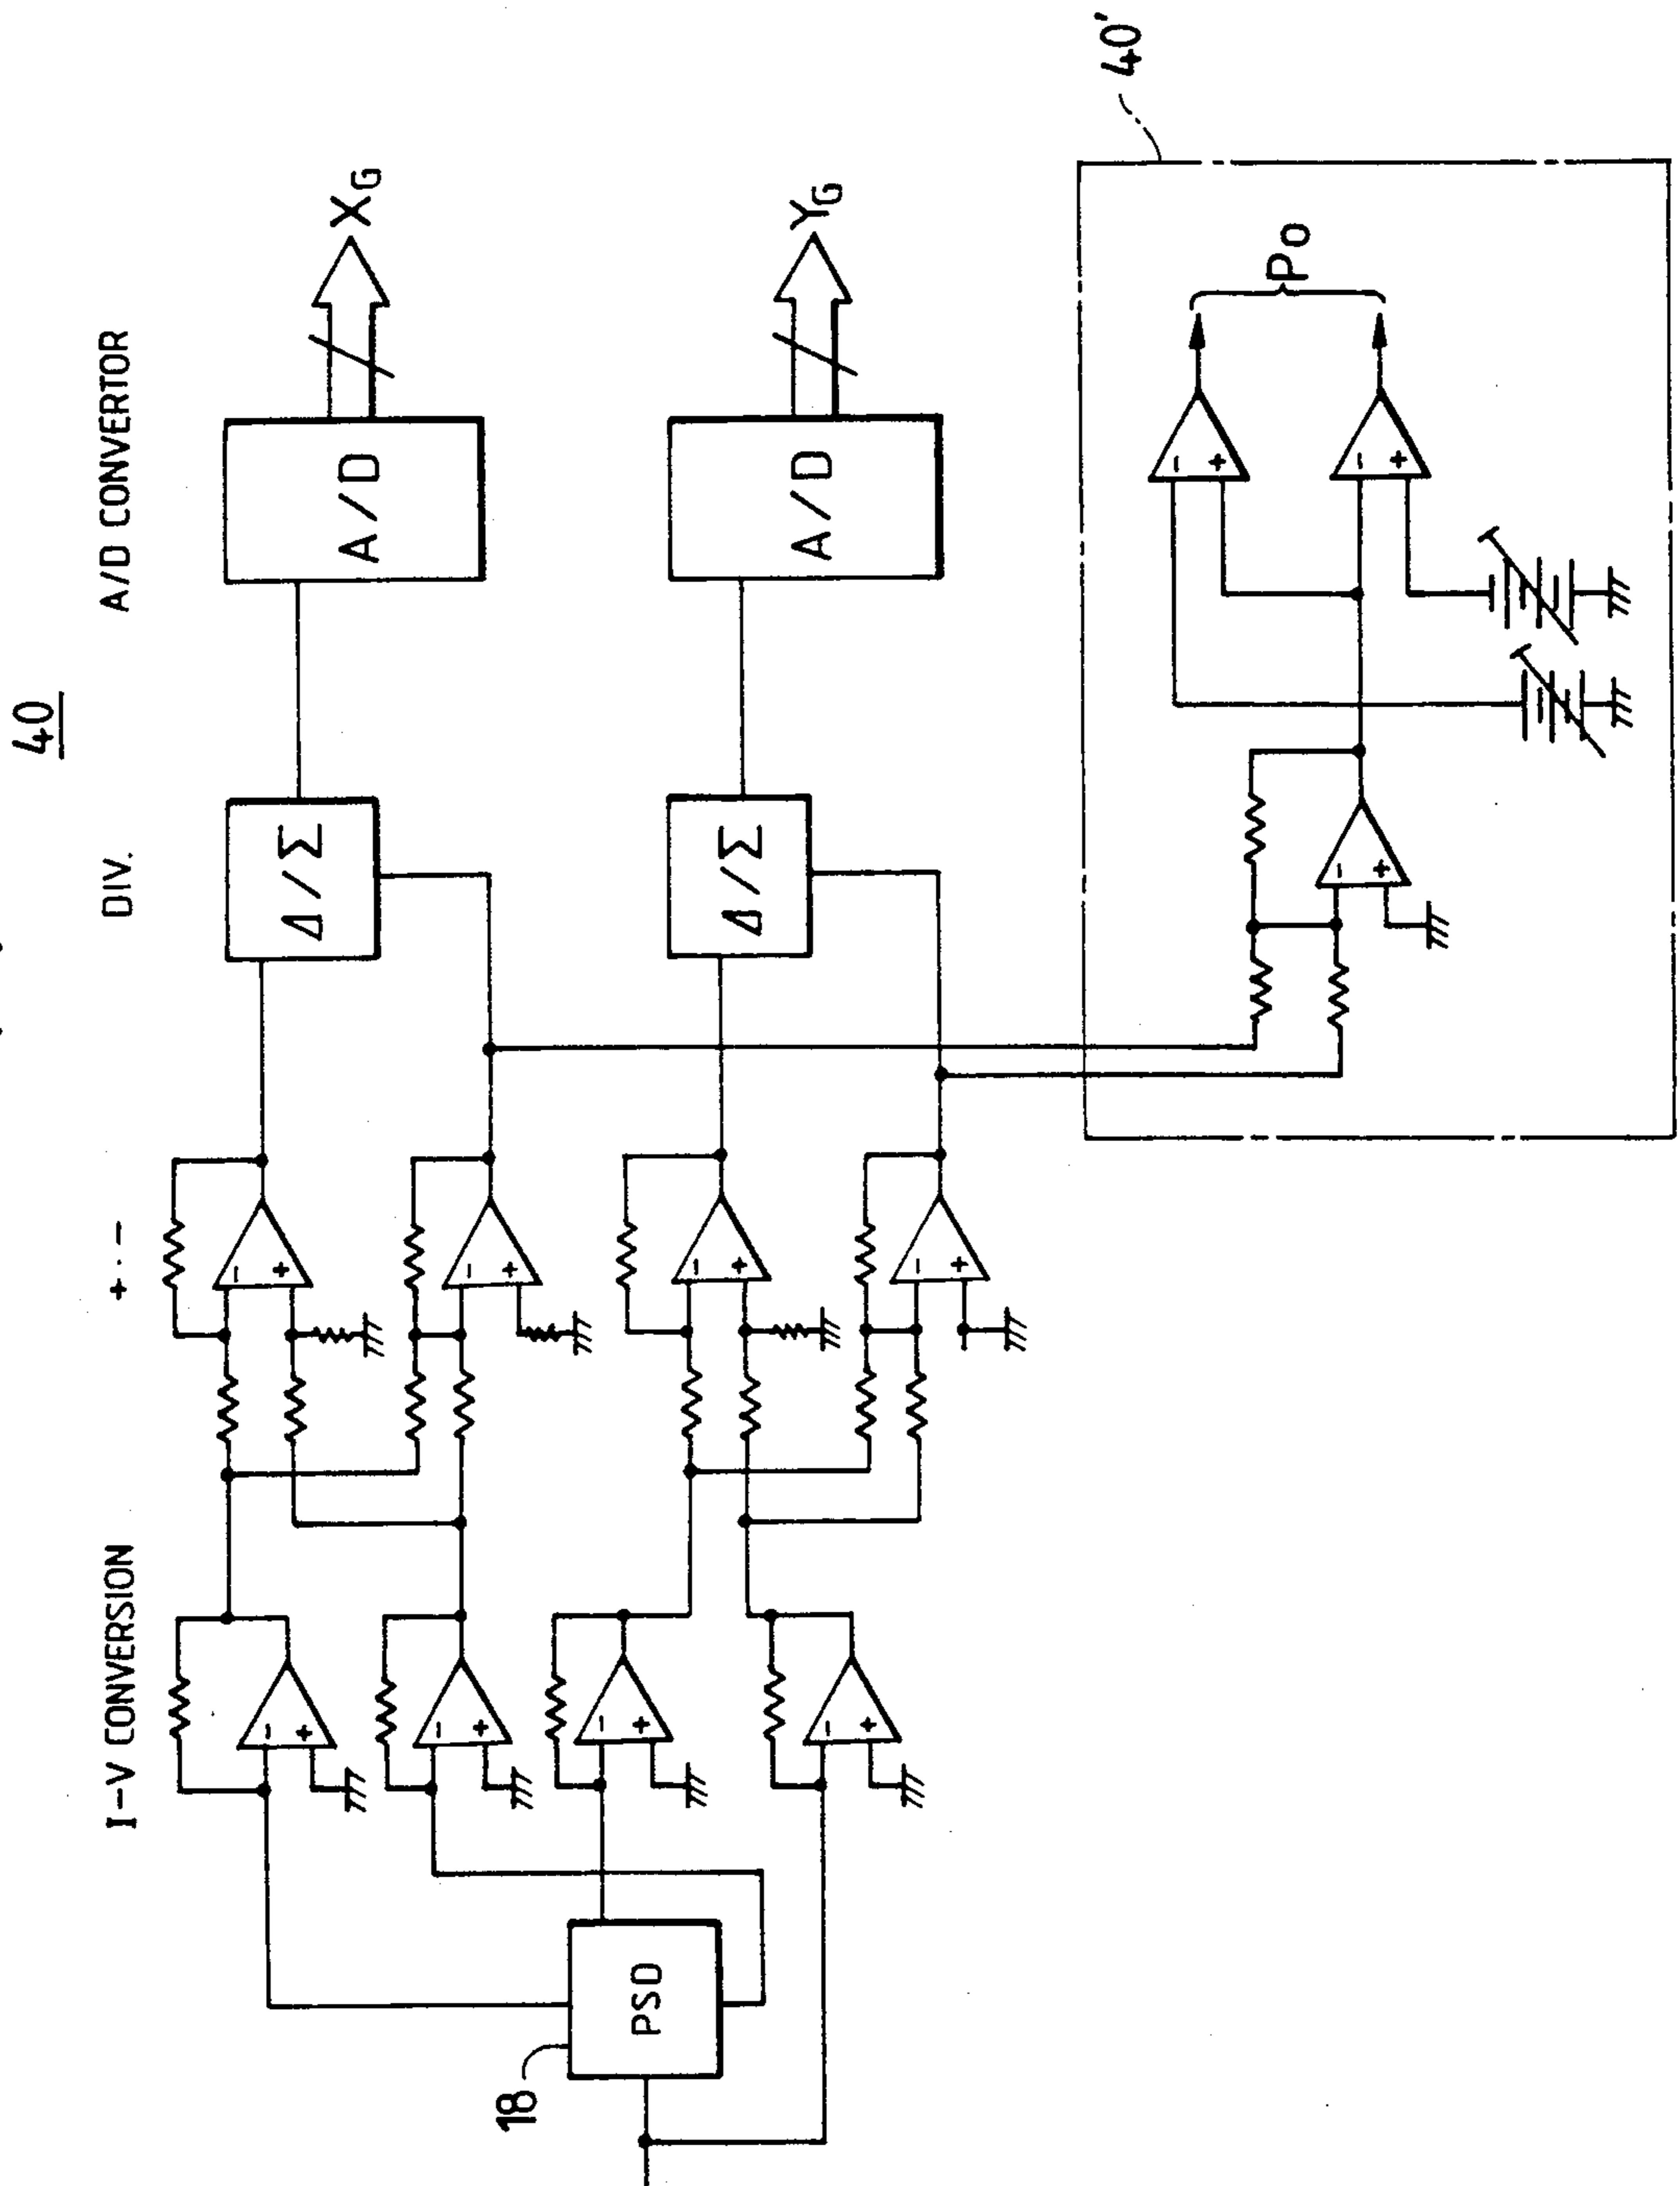 40
I-V CONVERSION
+ · -
DIV.
A/D CONVERTOR
18
PSD
- +
- +
- +
- +
- +
- +
- +
- +
Δ/Σ
Δ/Σ
A/D
A/D
XG
YG
40'
- +
- +
- +
Po